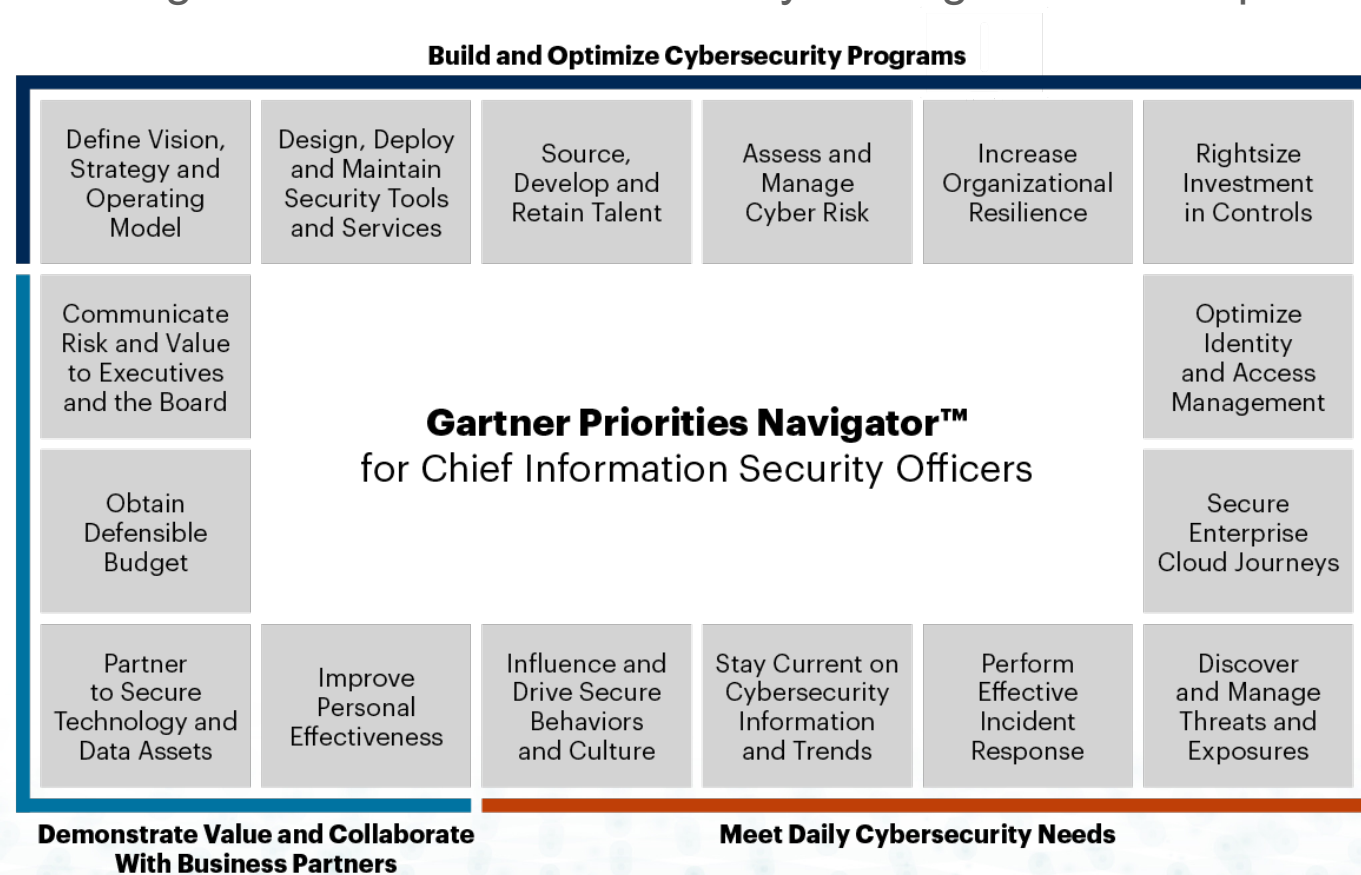 Build and Optimize Cybersecurity Programs
Define Vision,
Strategy and
Operating
Model
Design, Deploy
and Maintain
Security Tools
and Services
Source,
Develop and
Retain Talent
Assess and
Manage
Cyber Risk
Increase
Organizational
Resilience
Rightsize
Investment
in Controls
Communicate
Risk and Value
to Executives
and the Board
Optimize
Identity
and Access
Management
Gartner Priorities Navigator™
for Chief Information Security Officers
Obtain
Defensible
Budget
Secure
Enterprise
Cloud Journeys
Partner
to Secure
Technology and
Data Assets
Improve
Personal
Effectiveness
Influence and
Drive Secure
Behaviors
and Culture
Stay Current on
Cybersecurity
Information
and Trends
Perform
Effective
Incident
Response
Discover
and Manage
Threats and
Exposures
Demonstrate Value and Collaborate
With Business Partners
Meet Daily Cybersecurity Needs